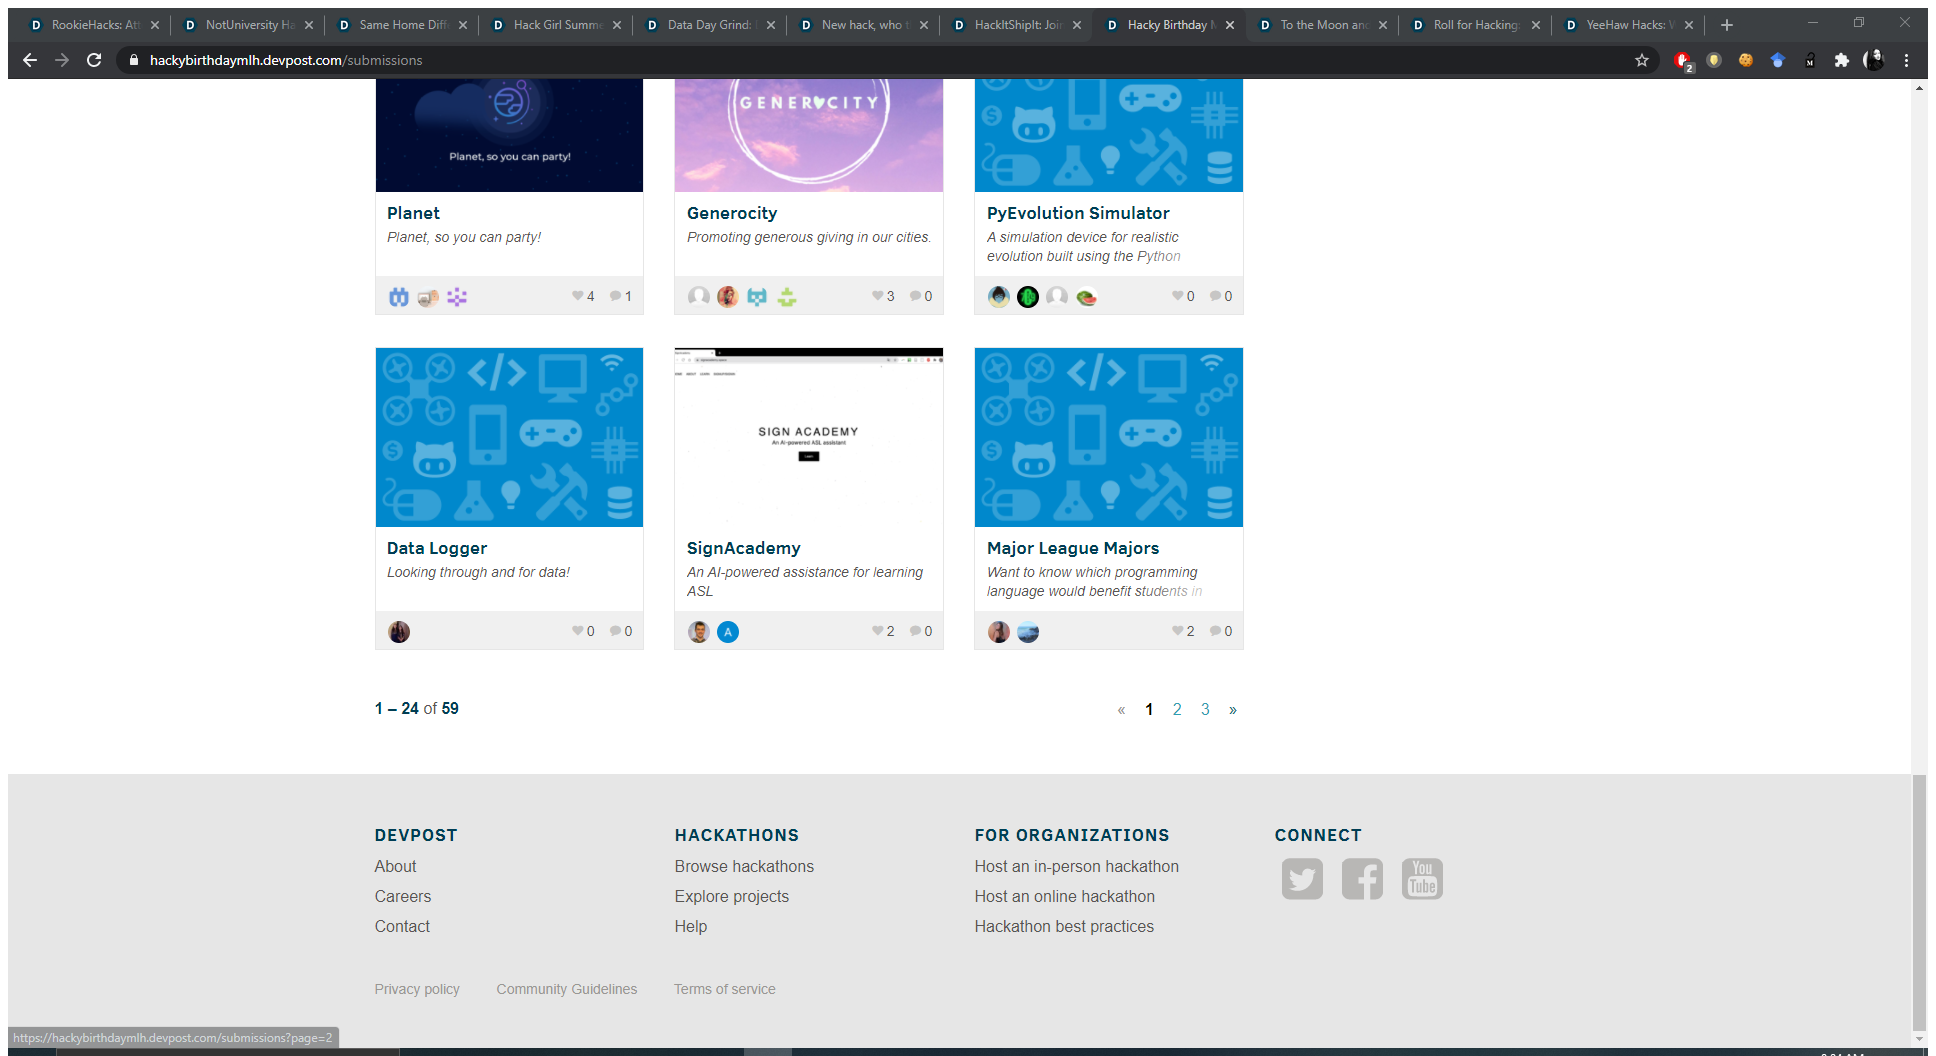 RookieHacks: Att
NotUniversity Ha
Same Home Diff
Hack Girl Summe
Data Day Grind:
New hack, who t
HackItShipIt: Join
Hacky Birthday M
To the Moon and
Roll for Hacking:
YeeHaw Hacks: W
hackybirthdaymlh.devpost.com/submissions
2
Planet, so you can party!
GENEROCITY
Planet
Planet, so you can party!
4
1
Generocity
Promoting generous giving in our cities.
3
0
PyEvolution Simulator
A simulation device for realistic
evolution built using the Python
0
0
Data Logger
Looking through and for data!
0
0
SIGN ACADEMY
An AI-powered ASL assistant
SignAcademy
An AI-powered assistance for learning
ASL
A
2
0
Major League Majors
Want to know which programming
language would benefit students in
2
0
1 – 24 of 59
« 1 2 3 »
DEVPOST
About
Careers
Contact
HACKATHONS
Browse hackathons
Explore projects
Help
FOR ORGANIZATIONS
Host an in-person hackathon
Host an online hackathon
Hackathon best practices
CONNECT
You
Tube
Privacy policy
Community Guidelines
Terms of service
https://hackybirthdaymlh.devpost.com/submissions?page=2